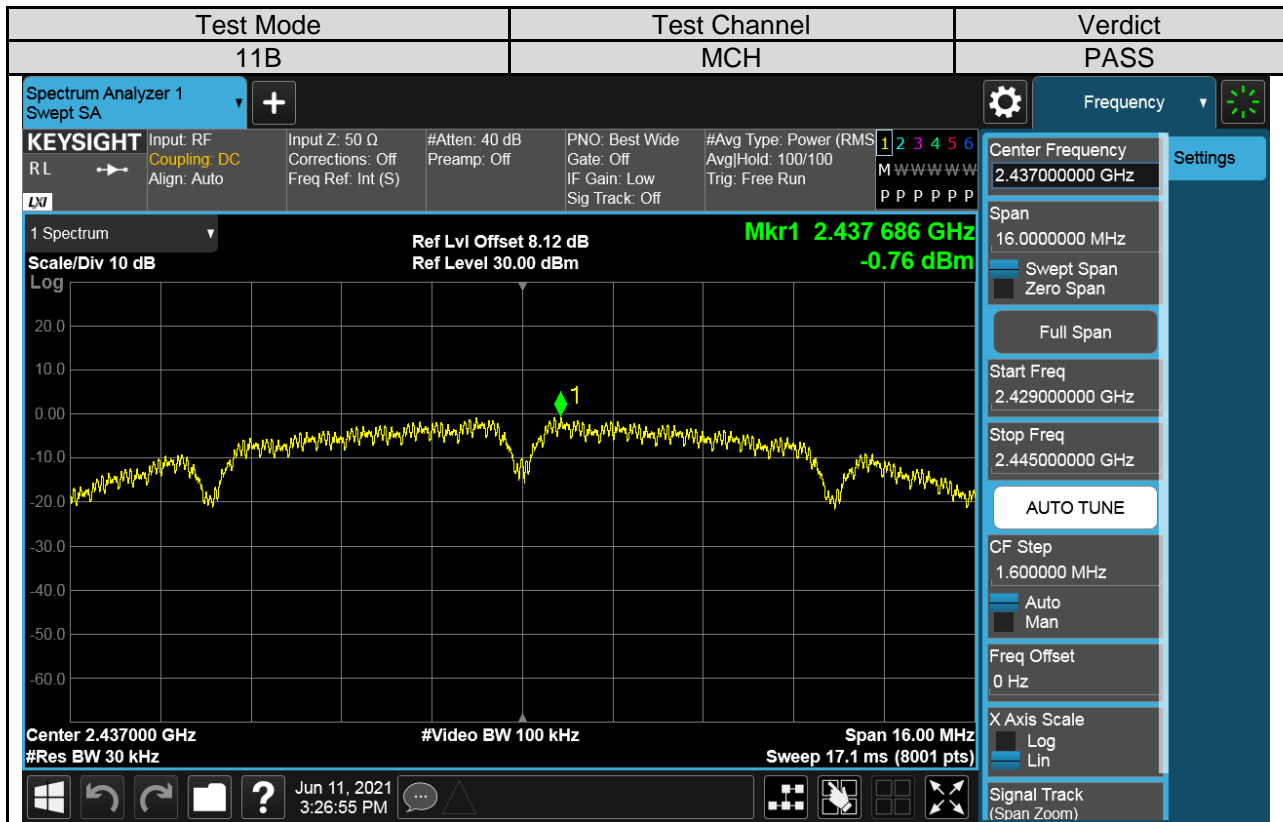 Test Mode Test Channel Verdict
11B MCH PASS
Spectrum Analyzer 1
Swept SA
+
Frequency
KEYSIGHT
RL
LXI
Input: RF
Coupling: DC
Align: Auto
Input Z: 50 Ω
Corrections: Off
Freq Ref: Int (S)
#Atten: 40 dB
Preamp: Off
PNO: Best Wide
Gate: Off
IF Gain: Low
Sig Track: Off
#Avg Type: Power (RMS
Avg|Hold: 100/100
Trig: Free Run
1 2 3 4 5 6
M W W W W W
P P P P P P
1 Spectrum
Scale/Div 10 dB
Log
Ref Lvl Offset 8.12 dB
Ref Level 30.00 dBm
Mkr1 2.437 686 GHz
-0.76 dBm
20.0
10.0
0.00
-10.0
-20.0
-30.0
-40.0
-50.0
-60.0
1
Center 2.437000 GHz
#Video BW 100 kHz
Span 16.00 MHz
#Res BW 30 kHz
Sweep 17.1 ms (8001 pts)
Center Frequency
2.437000000 GHz
Settings
Span
16.0000000 MHz
Swept Span
Zero Span
Full Span
Start Freq
2.429000000 GHz
Stop Freq
2.445000000 GHz
AUTO TUNE
CF Step
1.600000 MHz
Auto
Man
Freq Offset
0 Hz
X Axis Scale
Log
Lin
Signal Track
(Span Zoom)
?
Jun 11, 2021
3:26:55 PM